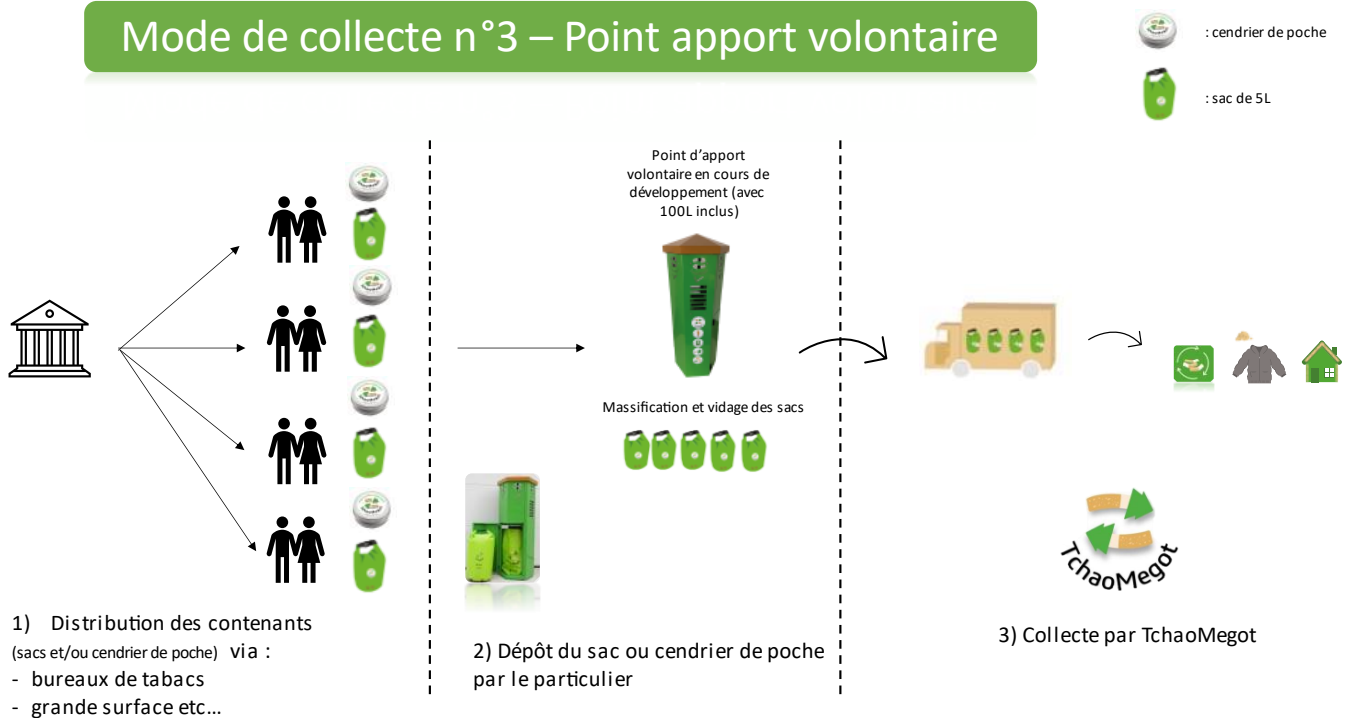 Mode de collecte n°3 – Point apport volontaire
: cendrier de poche
: sac de 5L
Point d’apport
volontaire en cours de
développement (avec
100L inclus)
Massification et vidage des sacs
1) Distribution des contenants
(sacs et/ou cendrier de poche) via :
- bureaux de tabacs
- grande surface etc…
2) Dépôt du sac ou cendrier de poche
par le particulier
TchaoMegot
3) Collecte par TchaoMegot